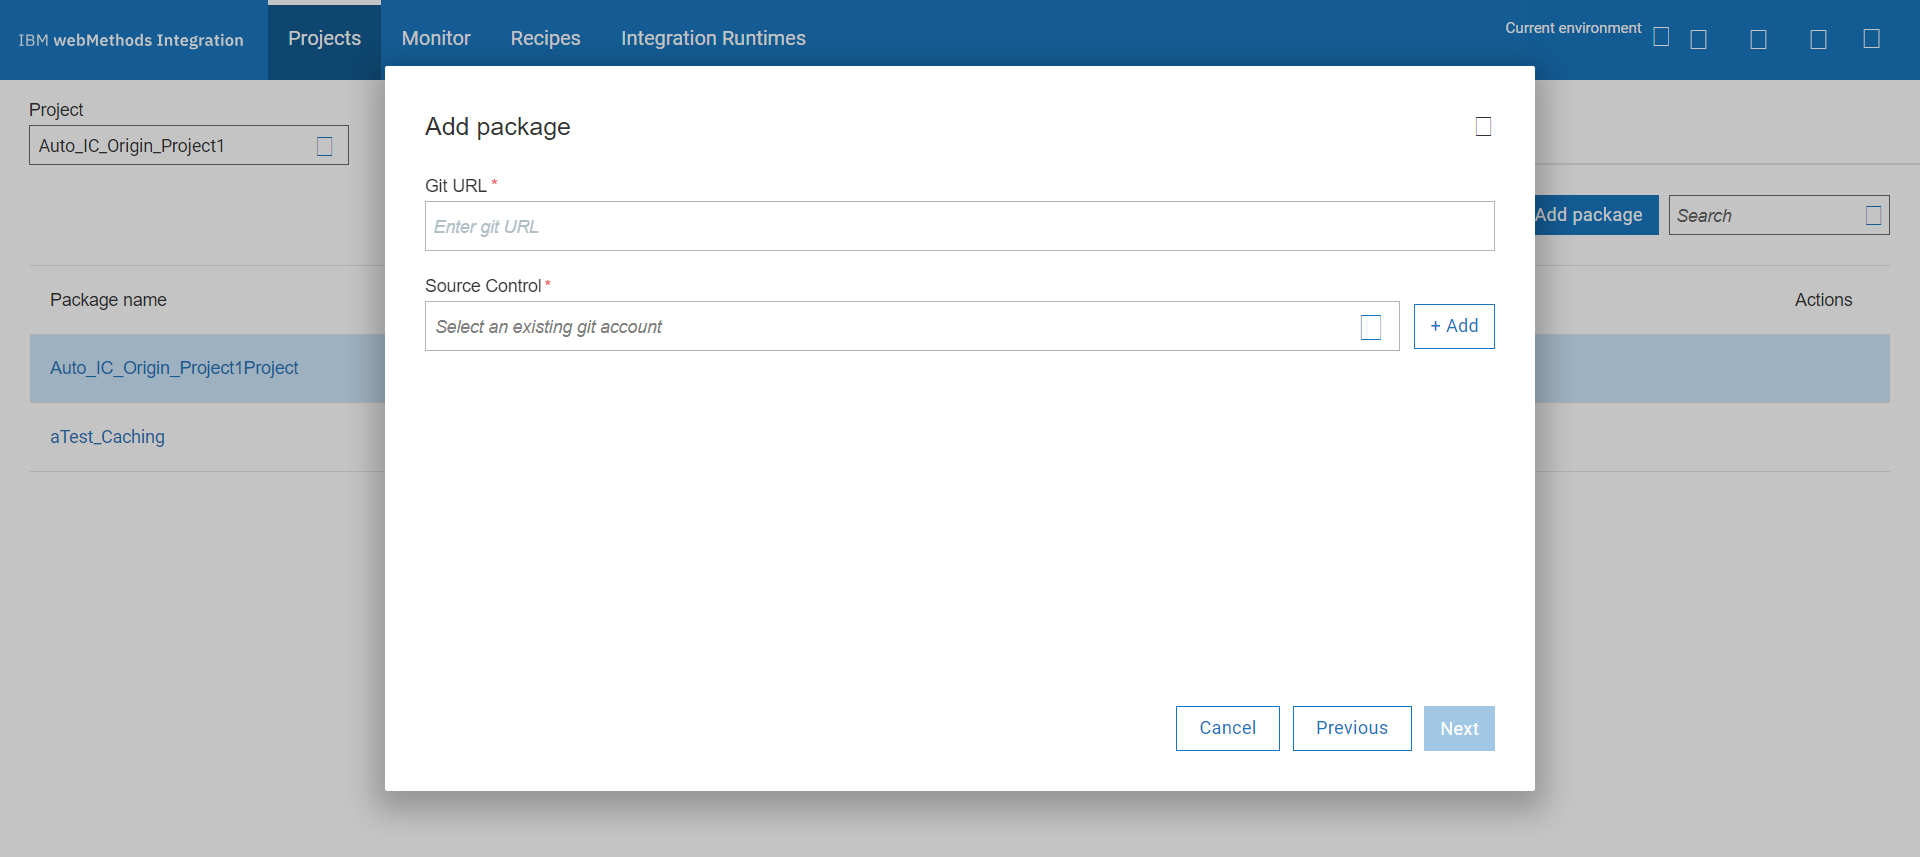 IBM webMethods Integration
Projects
Monitor
Recipes
Integration Runtimes
Current environment
Project
Auto_IC_Origin_Project1
Add package
Search
Package name
Actions
Auto_IC_Origin_Project1Project
aTest_Caching
Add package
Git URL *
Enter git URL
Source Control *
Select an existing git account
+ Add
Cancel
Previous
Next